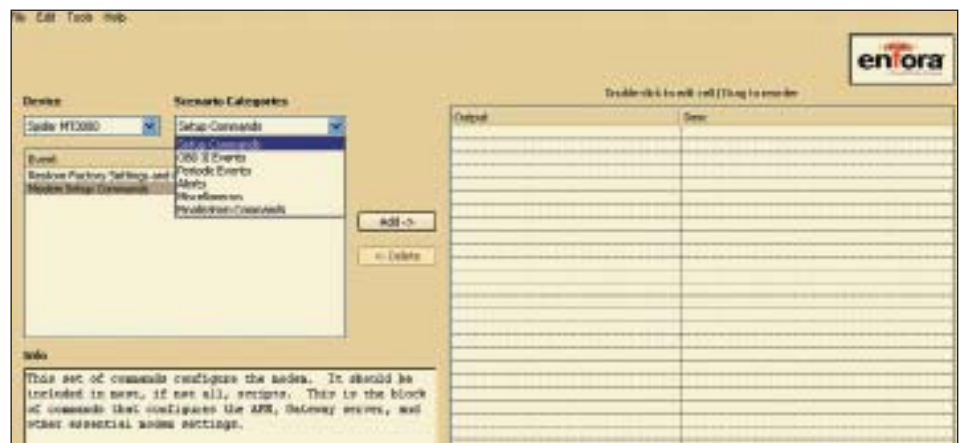 File Edit Tools Help
enfora
Double-click to edit cell | Drag to reorder
Device
Scenario Categories
Spider MT3000
Setup Commands
Output
Desc
Setup Commands
OBD II Events
Periodic Events
Alerts
Miscellaneous
Commands
Event
Restore Factory Settings and
Modem Setup Commands
Add ->
<- Delete
Info
This set of commands configure the modem. It should be
included in most, if not all, scripts. This is the block
of commands that configures the APN, Gateway server, and
other essential modem settings.